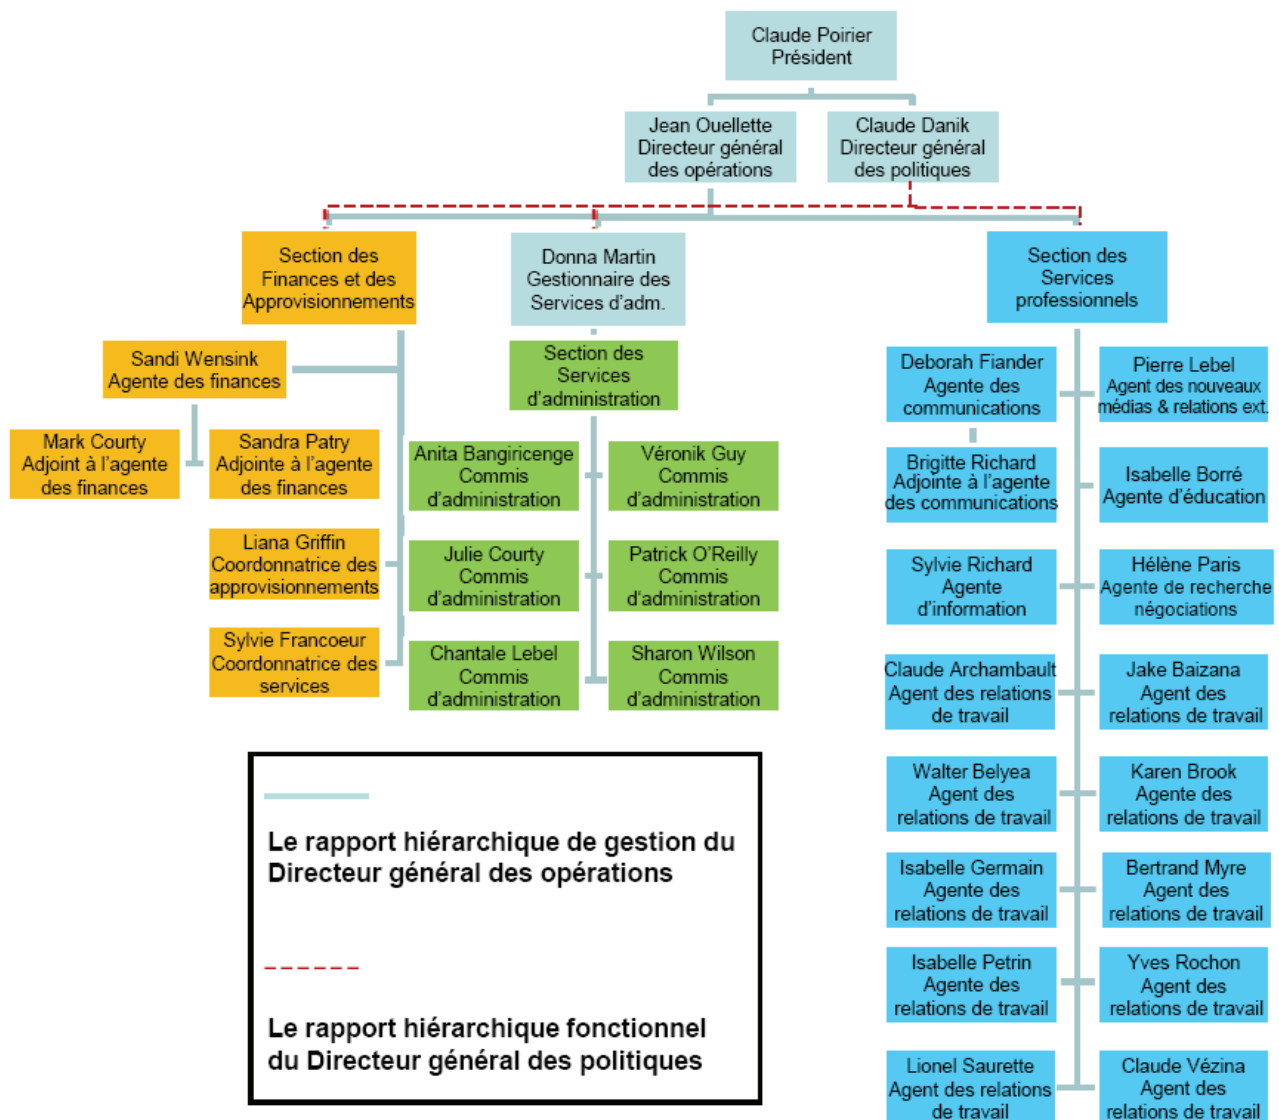 Claude Poirier
Président
Jean Ouellette
Directeur général
des opérations
Claude Danik
Directeur général
des politiques
Section des
Finances et des
Approvisionnements
Donna Martin
Gestionnaire des
Services d'adm.
Section des
Services
professionnels
Sandi Wensink
Agente des finances
Mark Courty
Adjoint à l'agente
des finances
Sandra Patry
Adjointe à l'agente
des finances
Liana Griffin
Coordonnatrice des
approvisionnements
Sylvie Francoeur
Coordonnatrice des
services
Section des
Services
d'administration
Anita Bangiricenge
Commis
d'administration
Véronik Guy
Commis
d'administration
Julie Courty
Commis
d'administration
Patrick O'Reilly
Commis
d'administration
Chantale Lebel
Commis
d'administration
Sharon Wilson
Commis
d'administration
Deborah Fiander
Agente des
communications
Pierre Lebel
Agent des nouveaux
médias & relations ext.
Brigitte Richard
Adjointe à l'agente
des communications
Isabelle Borré
Agente d'éducation
Sylvie Richard
Agente
d'information
Hélène Paris
Agente de recherche
négociations
Claude Archambault
Agent des relations
de travail
Jake Baizana
Agent des
relations de travail
Walter Belyea
Agent des
relations de travail
Karen Brook
Agente des
relations de travail
Isabelle Germain
Agente des
relations de travail
Bertrand Myre
Agent des
relations de travail
Isabelle Petrin
Agente des
relations de travail
Yves Rochon
Agent des
relations de travail
Lionel Saurette
Agent des relations
de travail
Claude Vézina
Agent des
relations de travail
Le rapport hiérarchique de gestion du
Directeur général des opérations
Le rapport hiérarchique fonctionnel
du Directeur général des politiques